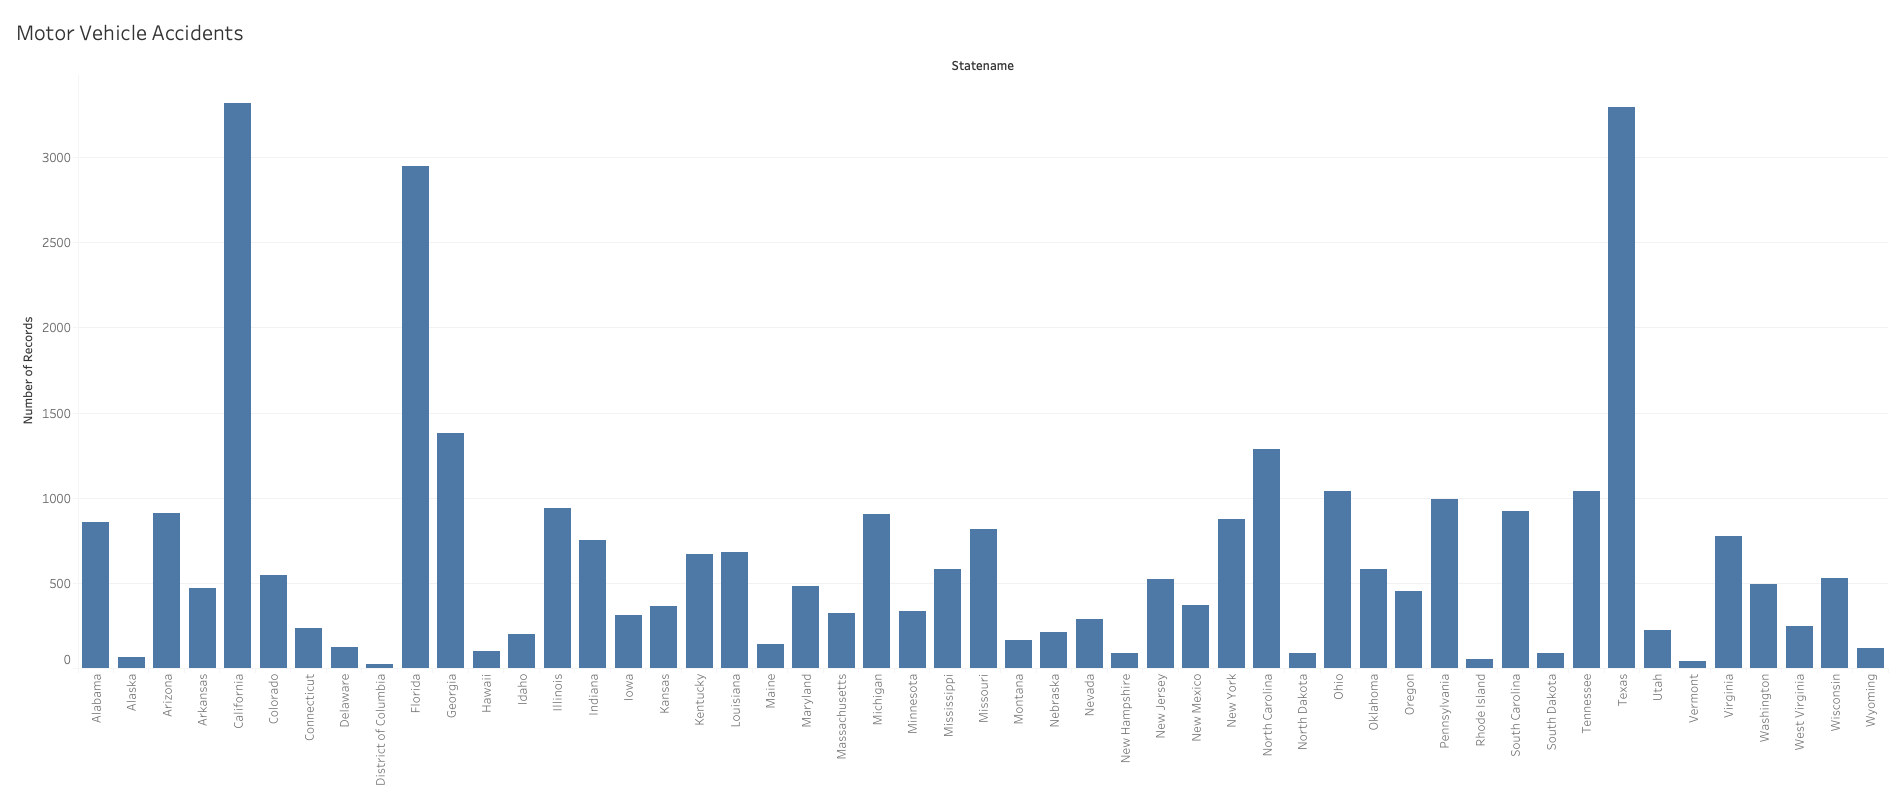 Motor Vehicle Accidents
Statename
Number of Records
3000
2500
2000
1500
1000
500
0
Alabama
Alaska
Arizona
Arkansas
California
Colorado
Connecticut
Delaware
District of Columbia
Florida
Georgia
Hawaii
Idaho
Illinois
Indiana
Iowa
Kansas
Kentucky
Louisiana
Maine
Maryland
Massachusetts
Michigan
Minnesota
Mississippi
Missouri
Montana
Nebraska
Nevada
New Hampshire
New Jersey
New Mexico
New York
North Carolina
North Dakota
Ohio
Oklahoma
Oregon
Pennsylvania
Rhode Island
South Carolina
South Dakota
Tennessee
Texas
Utah
Vermont
Virginia
Washington
West Virginia
Wisconsin
Wyoming